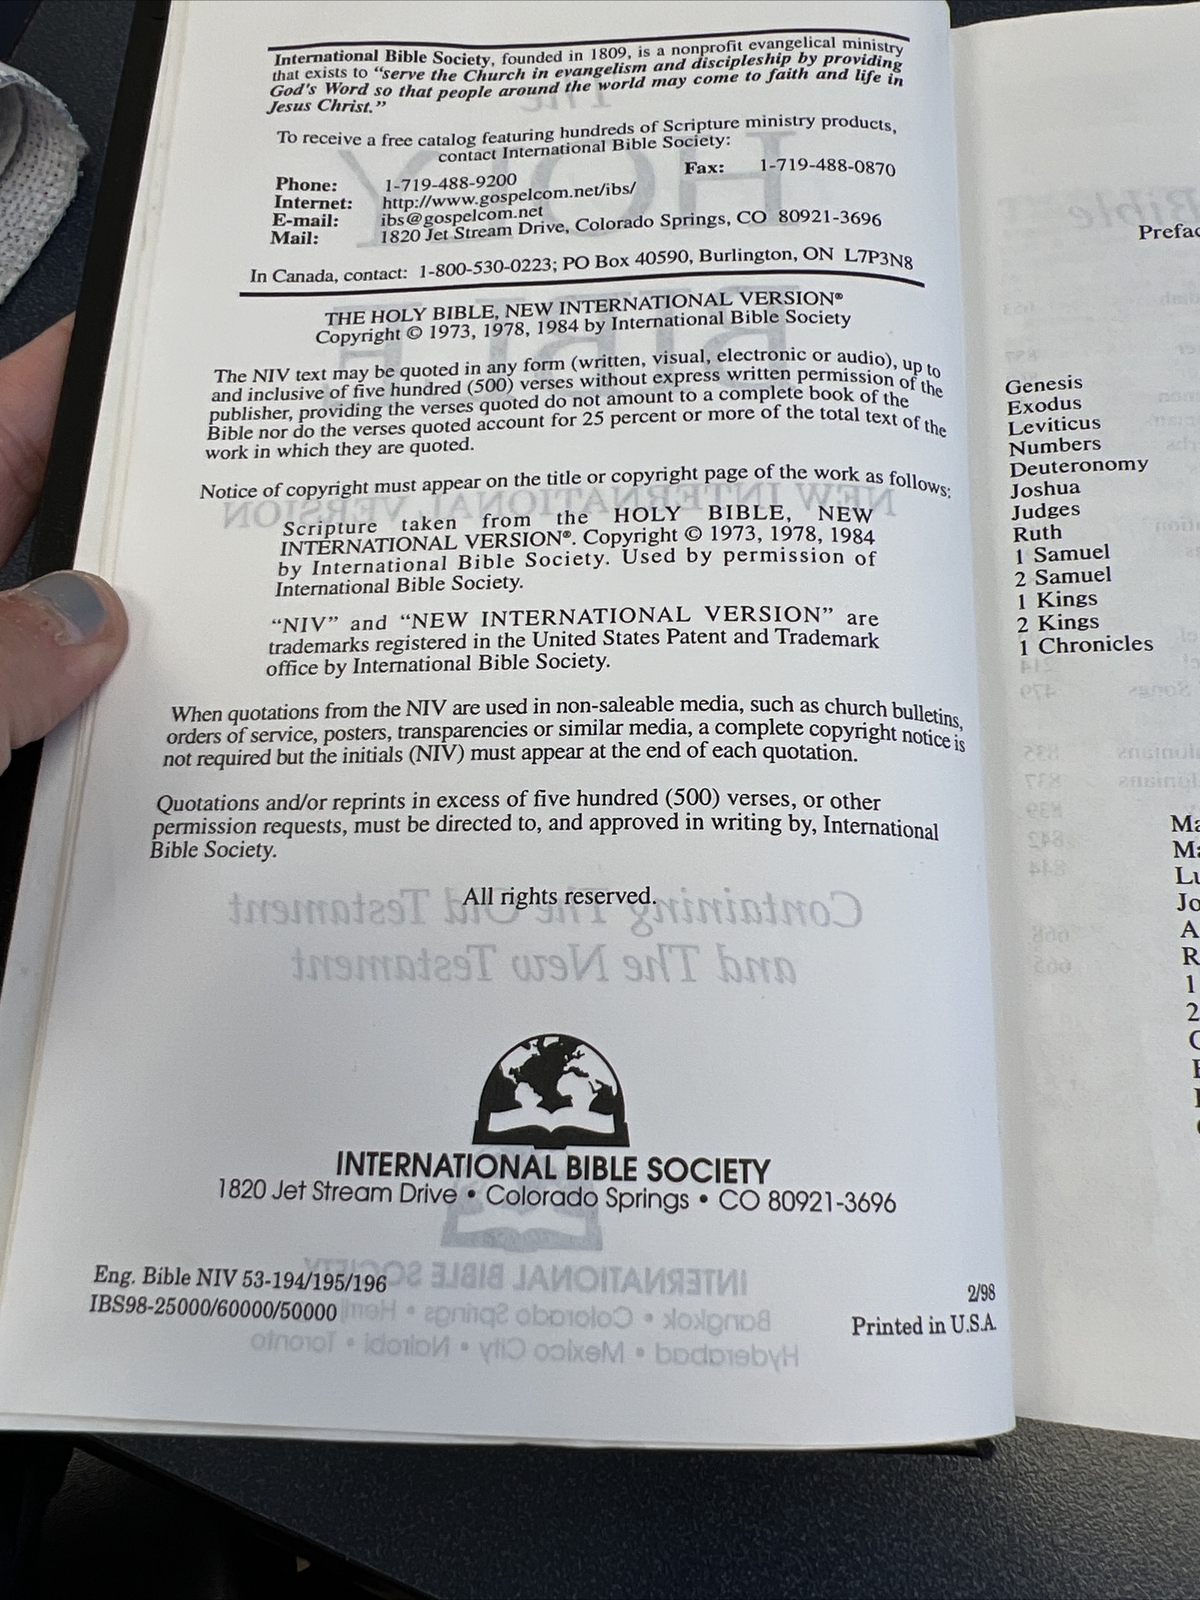 International Bible Society, founded in 1809, is a nonprofit evangelical ministry
that exists to “serve the Church in evangelism and discipleship by providing
God's Word so that people around the world may come to faith and life in
Jesus Christ.”
To receive a free catalog featuring hundreds of Scripture ministry products,
contact International Bible Society:
Phone: 1-719-488-9200 Fax: 1-719-488-0870
Internet: http://www.gospelcom.net/ibs/
E-mail: ibs@gospelcom.net
Mail: 1820 Jet Stream Drive, Colorado Springs, CO 80921-3696
In Canada, contact: 1-800-530-0223; PO Box 40590, Burlington, ON L7P3N8
THE HOLY BIBLE, NEW INTERNATIONAL VERSION®
Copyright © 1973, 1978, 1984 by International Bible Society
The NIV text may be quoted in any form (written, visual, electronic or audio), up to
and inclusive of five hundred (500) verses without express written permission of the
publisher, providing the verses quoted do not amount to a complete book of the
Bible nor do the verses quoted account for 25 percent or more of the total text of the
work in which they are quoted.
Notice of copyright must appear on the title or copyright page of the work as follows:
Scripture taken from the HOLY BIBLE, NEW
INTERNATIONAL VERSION®. Copyright © 1973, 1978, 1984
by International Bible Society. Used by permission of
International Bible Society.
“NIV” and “NEW INTERNATIONAL VERSION” are
trademarks registered in the United States Patent and Trademark
office by International Bible Society.
When quotations from the NIV are used in non-saleable media, such as church bulletins,
orders of service, posters, transparencies or similar media, a complete copyright notice is
not required but the initials (NIV) must appear at the end of each quotation.
Quotations and/or reprints in excess of five hundred (500) verses, or other
permission requests, must be directed to, and approved in writing by, International
Bible Society.
All rights reserved.
INTERNATIONAL BIBLE SOCIETY
1820 Jet Stream Drive • Colorado Springs • CO 80921-3696
Eng. Bible NIV 53-194/195/196
IBS98-25000/60000/50000
2/98
Printed in U.S.A.
Genesis
Exodus
Leviticus
Numbers
Deuteronomy
Joshua
Judges
Ruth
1 Samuel
2 Samuel
1 Kings
2 Kings
1 Chronicles